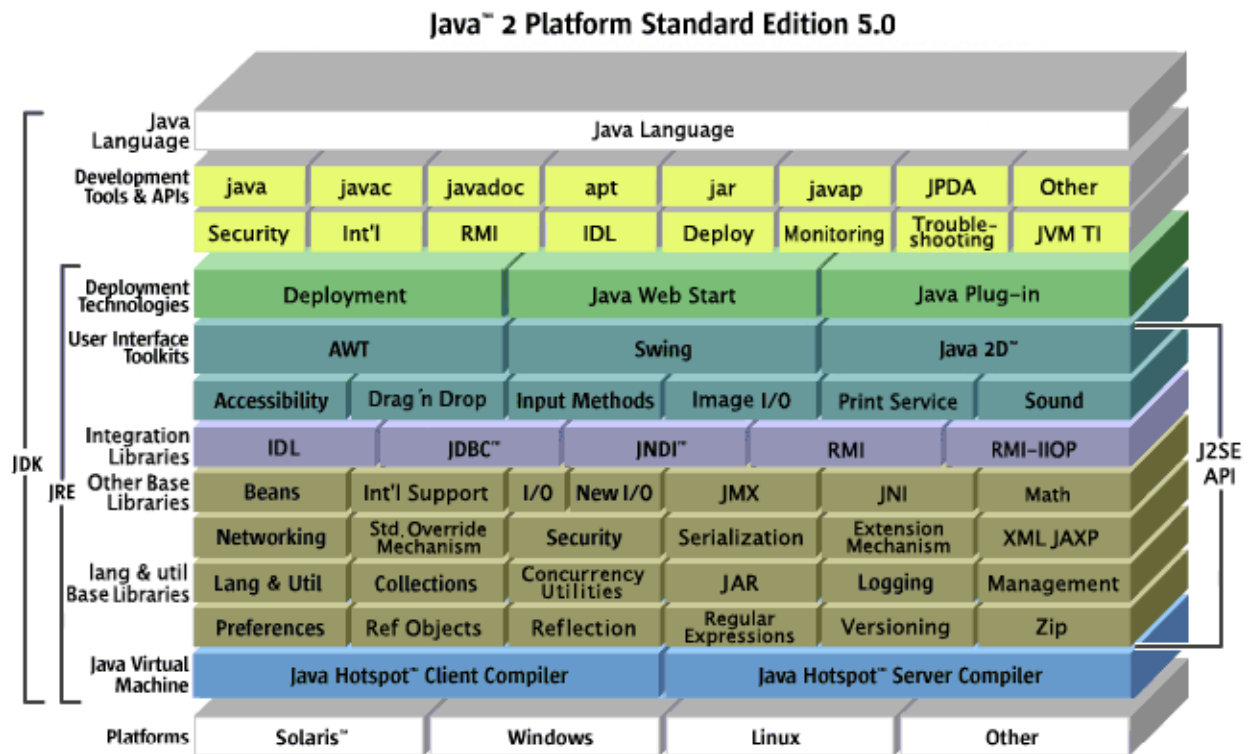 Java™ 2 Platform Standard Edition 5.0
Java
Language
Java Language
Development
Tools & APIs
java javac javadoc apt jar javap JPDA Other
Security Int'l RMI IDL Deploy Monitoring Trouble-
shooting JVM TI
Deployment
Technologies
Deployment Java Web Start Java Plug-in
User Interface
Toolkits
AWT Swing Java 2D™
Accessibility Drag 'n Drop Input Methods Image I/O Print Service Sound
Integration
Libraries
IDL JDBC™ JNDI™ RMI RMI-IIOP
JDK
JRE
J2SE
API
Other Base
Libraries
Beans Int'l Support I/O New I/O JMX JNI Math
Networking Std. Override
Mechanism Security Serialization Extension
Mechanism XML JAXP
lang & util
Base Libraries
Lang & Util Collections Concurrency
Utilities JAR Logging Management
Preferences Ref Objects Reflection Regular
Expressions Versioning Zip
Java Virtual
Machine
Java Hotspot™ Client Compiler Java Hotspot™ Server Compiler
Platforms Solaris™ Windows Linux Other